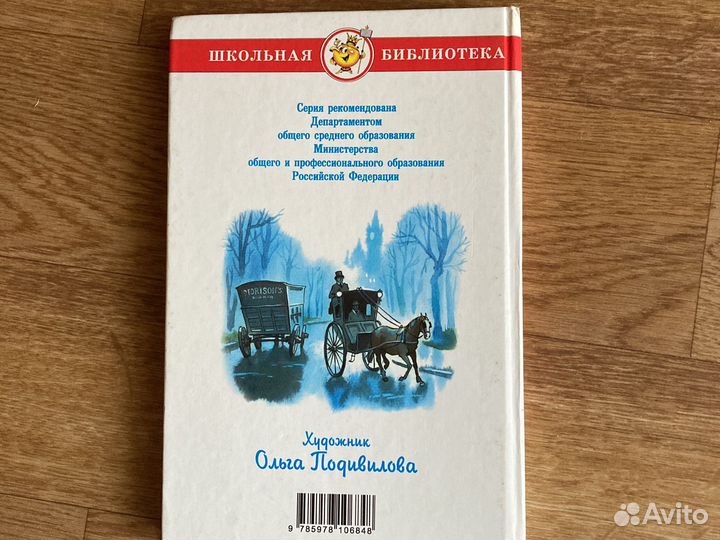 ШКОЛЬНАЯ БИБЛИОТЕКА
Серия рекомендована
Департаментом
общего среднего образования
Министерства
общего и профессионального образования
Российской Федерации
MORISON'S
Художник
Ольга Подивилова
9 785978 106848
Avito